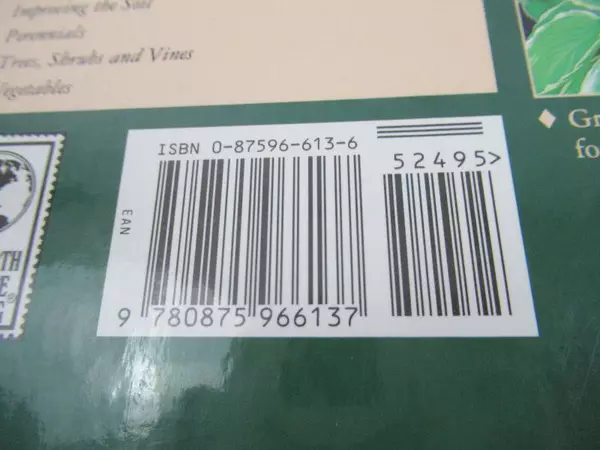 Improving the Soil
Perennials
Trees, Shrubs and Vines
Vegetables
Gr
fo
ISBN 0-87596-613-6
52495>
EAN
9 780875 966137
TH
E®